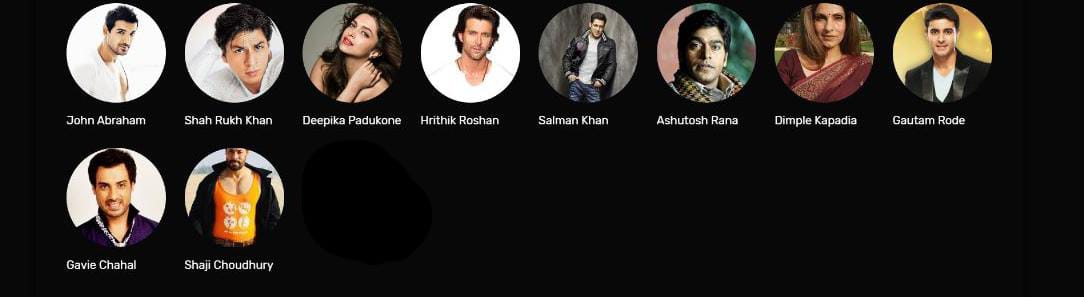 John Abraham
Shah Rukh Khan
Deepika Padukone
Hrithik Roshan
Salman Khan
Ashutosh Rana
Dimple Kapadia
Gautam Rode
Gavie Chahal
Shaji Choudhury